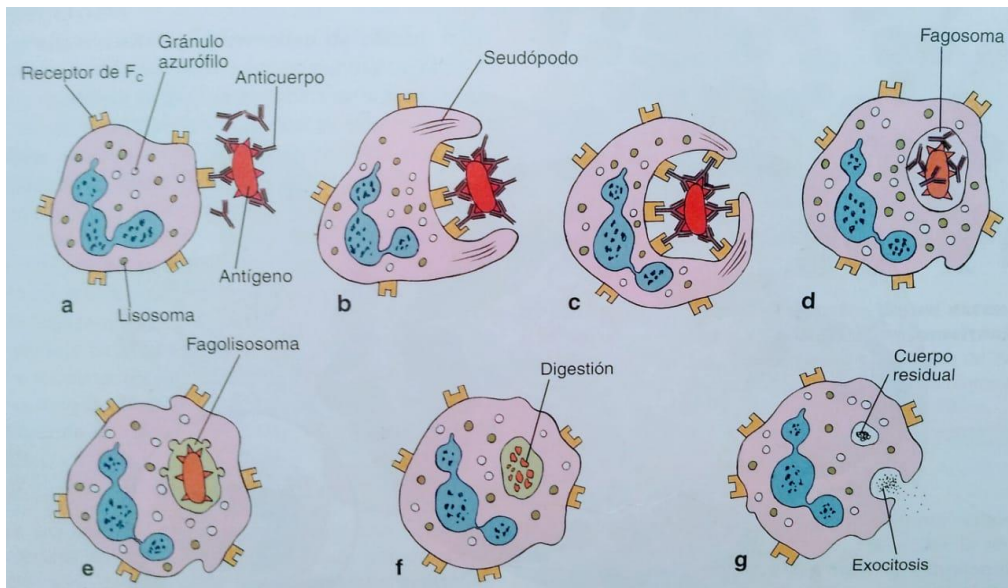 Receptor de Fc
Gránulo
azurófilo
Anticuerpo
Antígeno
Lisosoma
a
Seudópodo
b
c
Fagosoma
d
Fagolisosoma
e
Digestión
f
Cuerpo
residual
Exocitosis
g